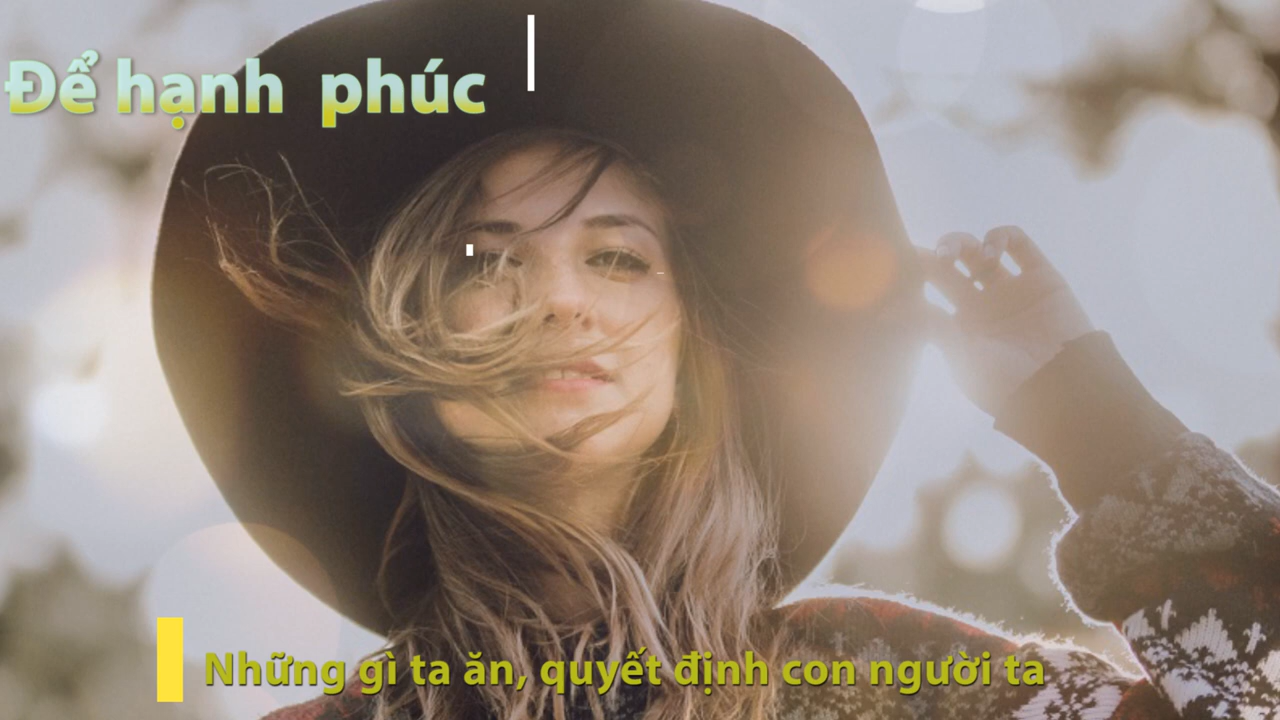 Để hạnh phúc
Những gì ta ăn, quyết định con người ta